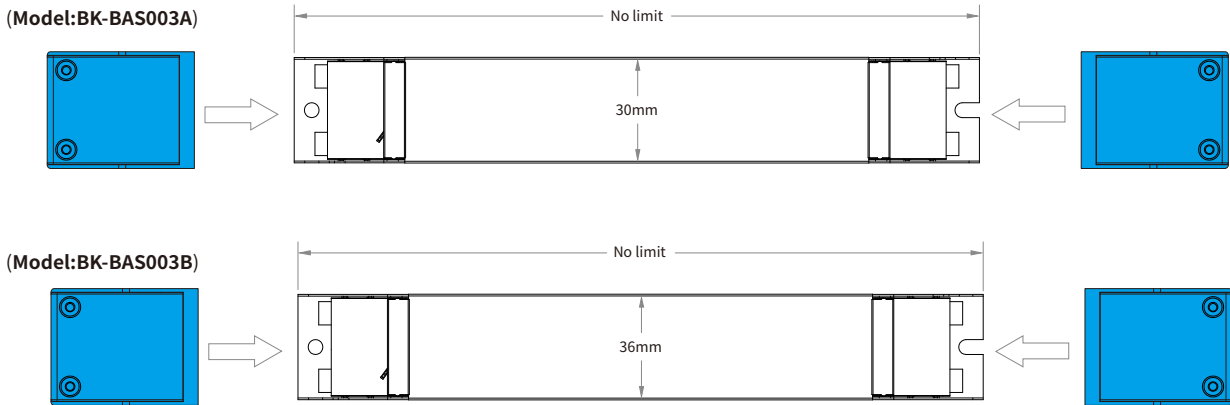 (Model:BK-BAS003A)
No limit
30mm
(Model:BK-BAS003B)
No limit
36mm